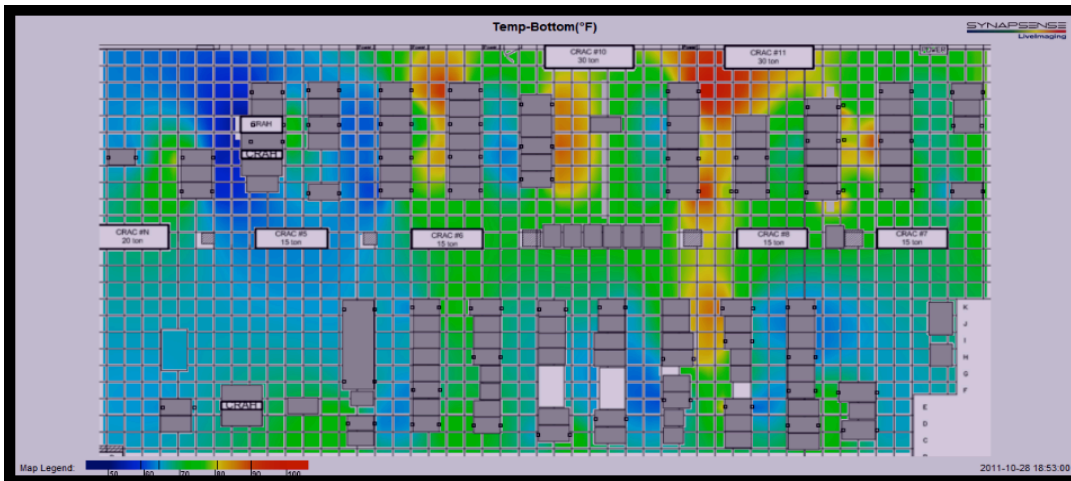 Temp-Bottom(°F)
SYNAPSENSE
LiveImaging
CRAC #10
30 ton
CRAC #11
30 ton
CRAH
CRAH
CRAC #N
20 ton
CRAC #5
15 ton
CRAC #6
15 ton
CRAC #8
15 ton
CRAC #7
15 ton
K
J
I
H
G
F
CRAH
E
D
C
Map Legend:
50
60
70
80
90
100
2011-10-28 18:53:00